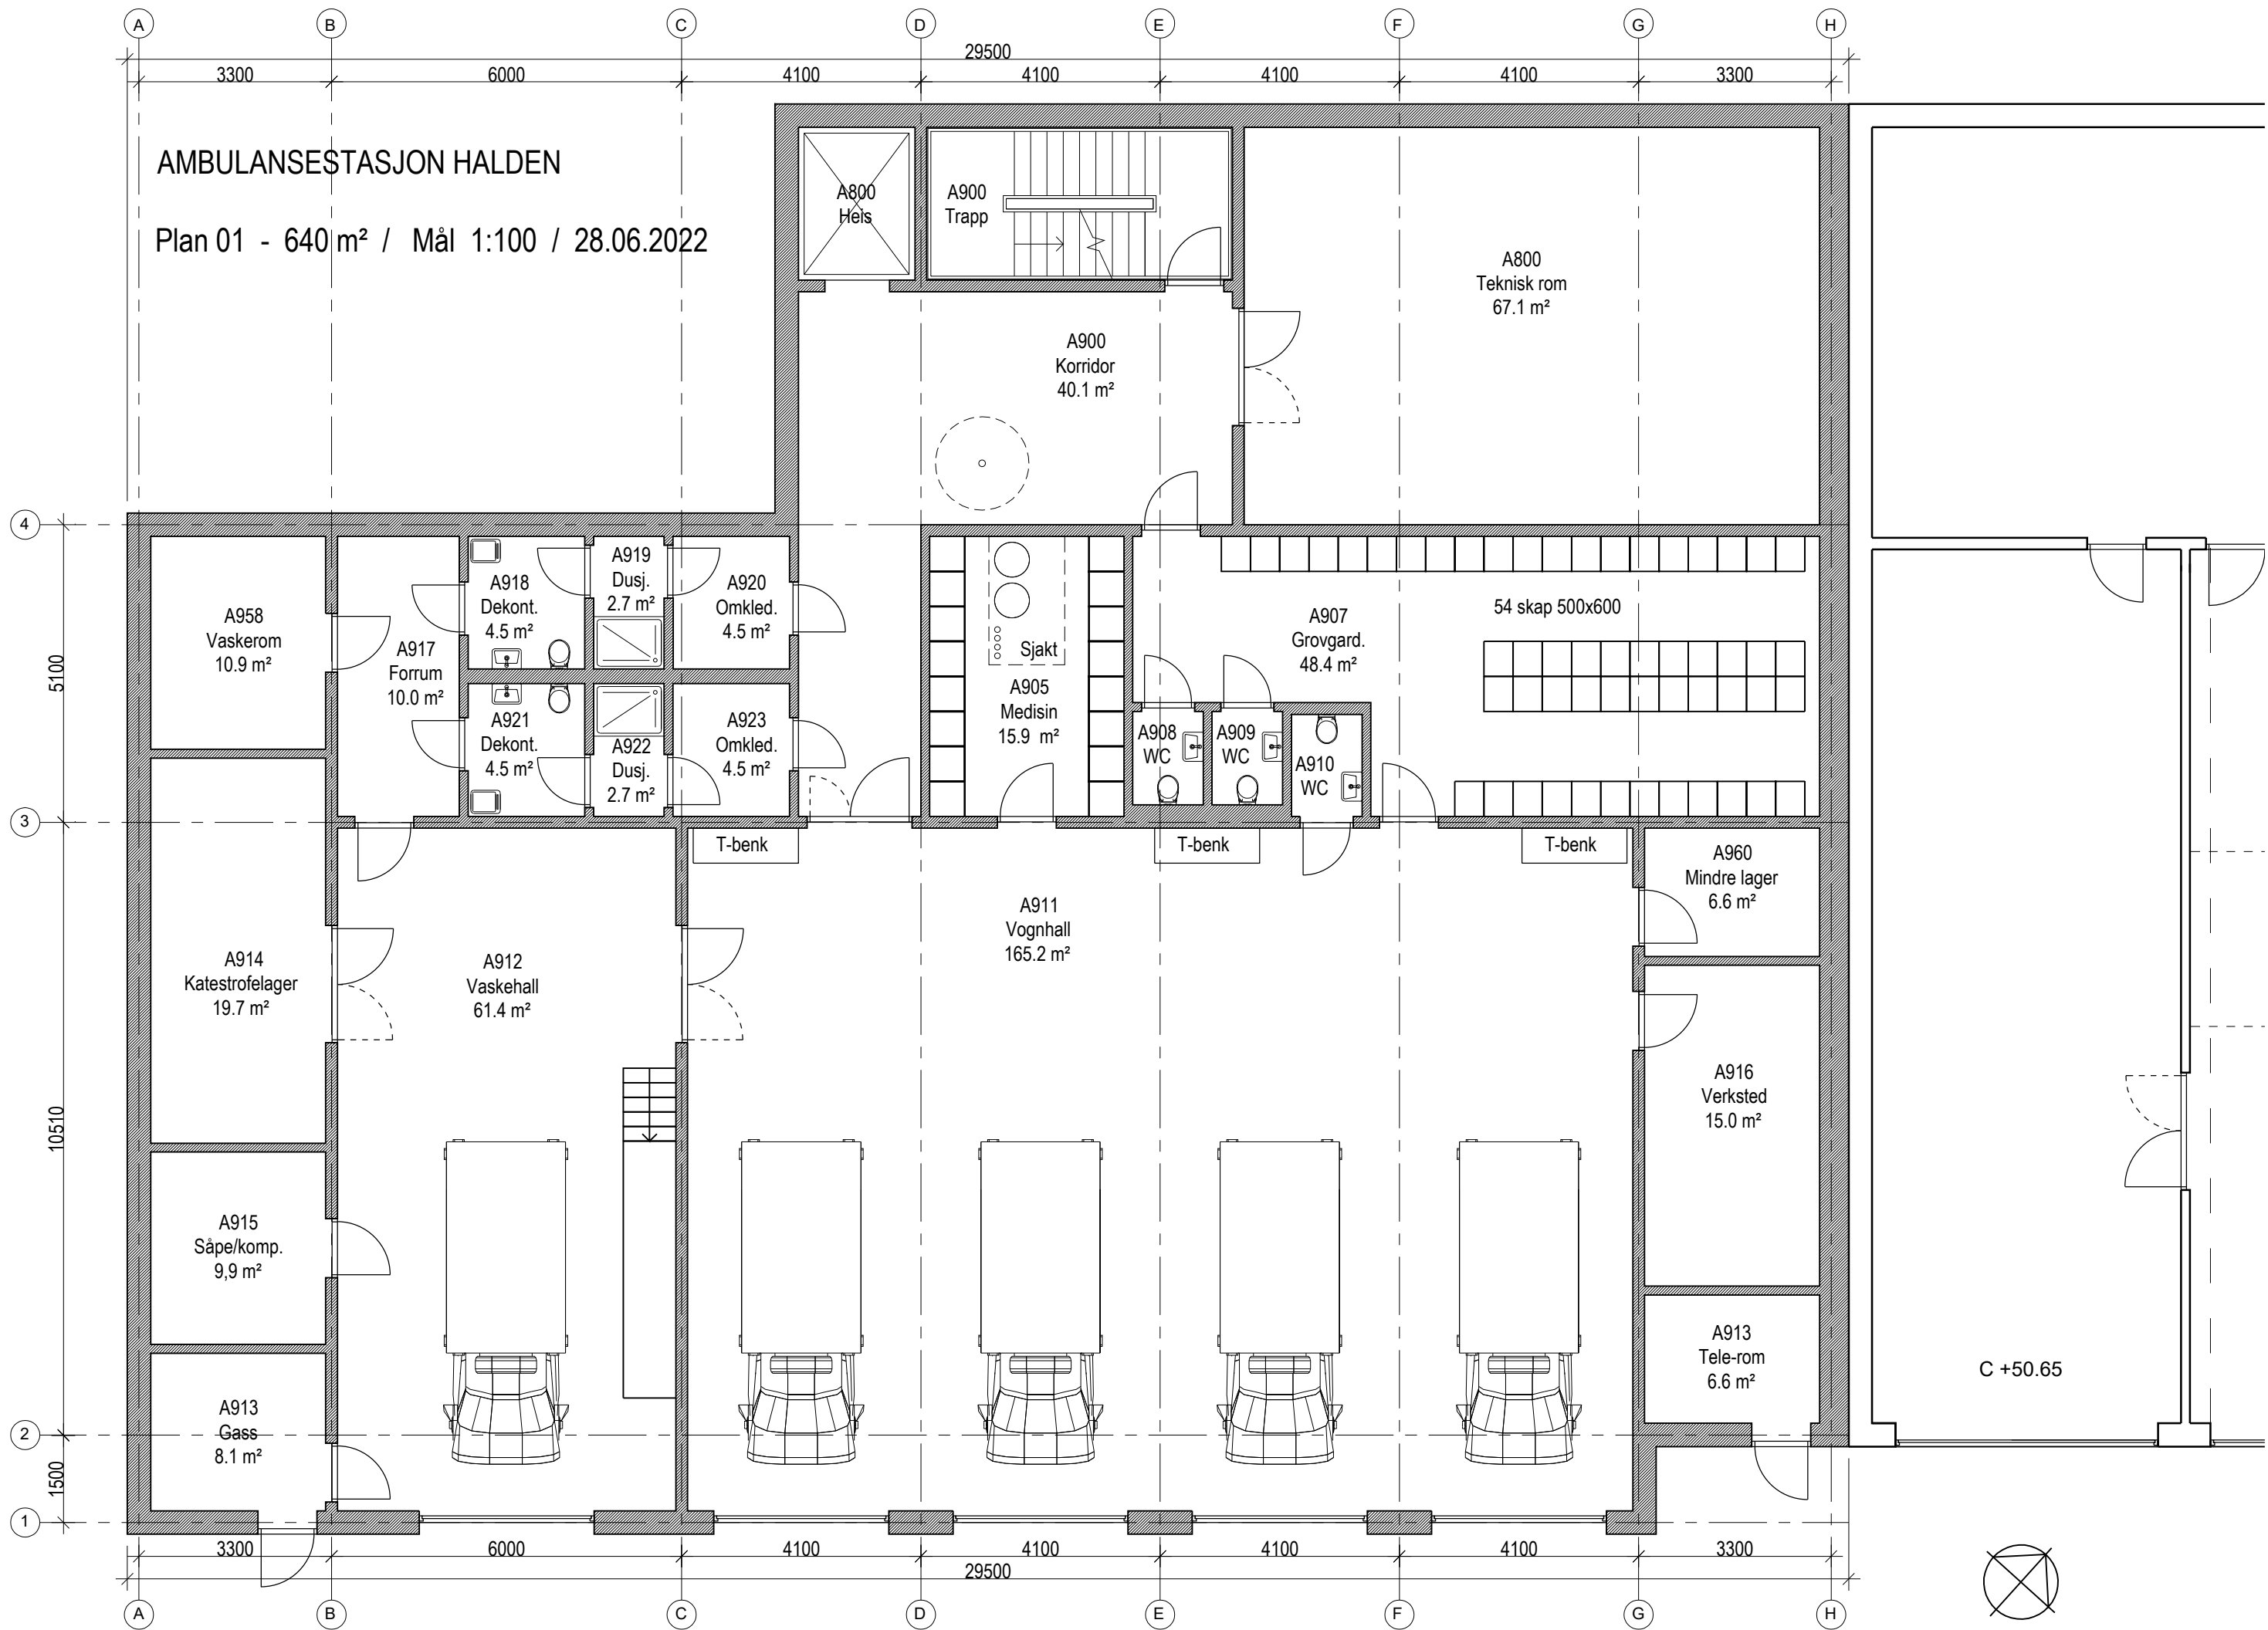 A B C D E F G H
29500
3300 6000 4100 4100 4100 4100 3300
AMBULANSESTASJON HALDEN
Plan 01 - 640 m² / Mål 1:100 / 28.06.2022
A800
Heis
A900
Trapp
A800
Teknisk rom
67.1 m²
A900
Korridor
40.1 m²
4
5100
3
10510
2
1500
1
A958
Vaskerom
10.9 m²
A917
Forrum
10.0 m²
A918
Dekont.
4.5 m²
A919
Dusj.
2.7 m²
A920
Omkled.
4.5 m²
A921
Dekont.
4.5 m²
A922
Dusj.
2.7 m²
A923
Omkled.
4.5 m²
Sjakt
A905
Medisin
15.9 m²
A907
Grovgard.
48.4 m²
54 skap 500x600
A908
WC
A909
WC
A910
WC
T-benk
T-benk
T-benk
A960
Mindre lager
6.6 m²
A914
Katestrofelager
19.7 m²
A912
Vaskehall
61.4 m²
A911
Vognhall
165.2 m²
A916
Verksted
15.0 m²
A915
Såpe/komp.
9,9 m²
A913
Gass
8.1 m²
A913
Tele-rom
6.6 m²
C +50.65
3300 6000 4100 4100 4100 4100 3300
29500
A B C D E F G H